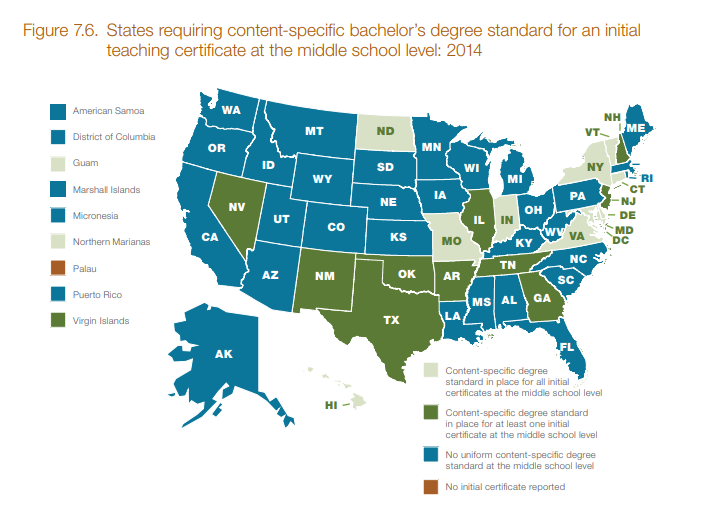 Figure 7.6. States requiring content-specific bachelor's degree standard for an initial
teaching certificate at the middle school level: 2014
American Samoa
District of Columbia
Guam
Marshall Islands
Micronesia
Northern Marianas
Palau
Puerto Rico
Virgin Islands
WA
MT
ND
MN
OR
ID
WY
SD
WI
MI
NH
VT
ME
NY
RI
CT
NJ
DE
MD
DC
NV
UT
CO
NE
IA
KS
MO
IL
IN
OH
PA
WV
VA
KY
CA
AZ
NM
OK
AR
TN
NC
SC
TX
LA
MS
AL
GA
FL
AK
HI
Content-specific degree
standard in place for all initial
certificates at the middle school level
Content-specific degree standard
in place for at least one initial
certificate at the middle school level
No uniform content-specific degree
standard at the middle school level
No initial certificate reported